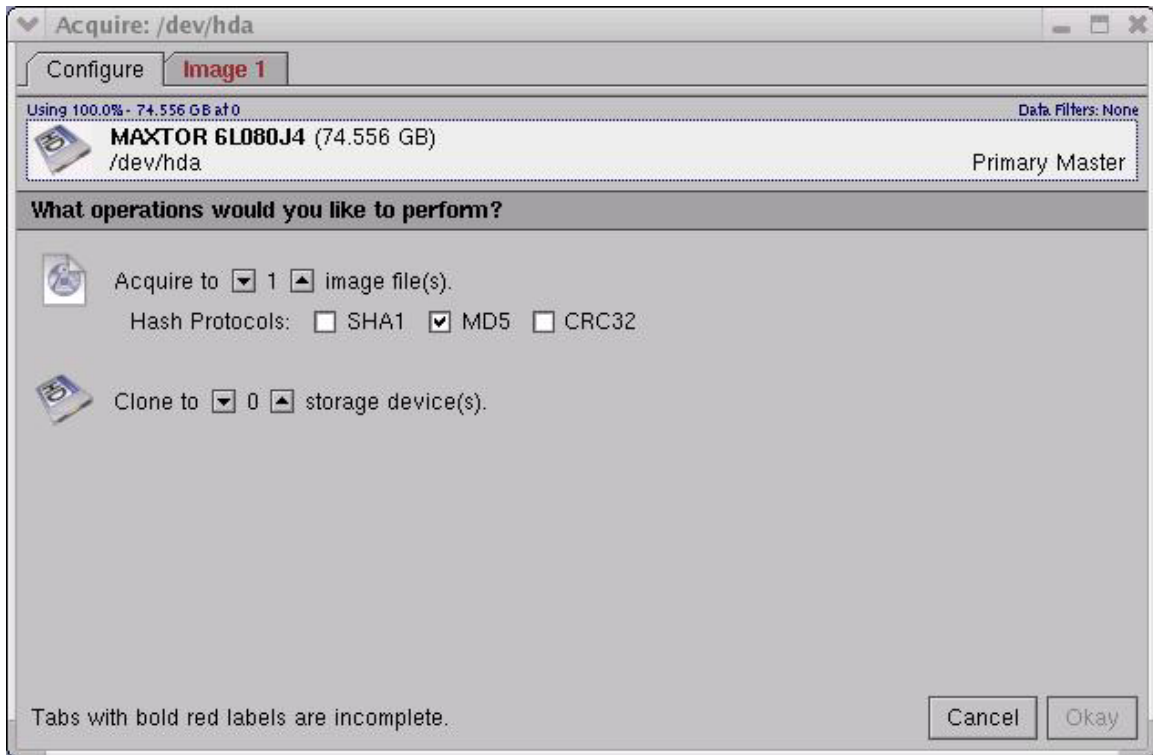 Acquire: /dev/hda
Configure Image 1
Using 100.0% - 74.556 GB at 0 Data Filters: None
MAXTOR 6L080J4 (74.556 GB)
/dev/hda Primary Master
What operations would you like to perform?
Acquire to 1 image file(s).
Hash Protocols: SHA1 MD5 CRC32
Clone to 0 storage device(s).
Tabs with bold red labels are incomplete. Cancel Okay